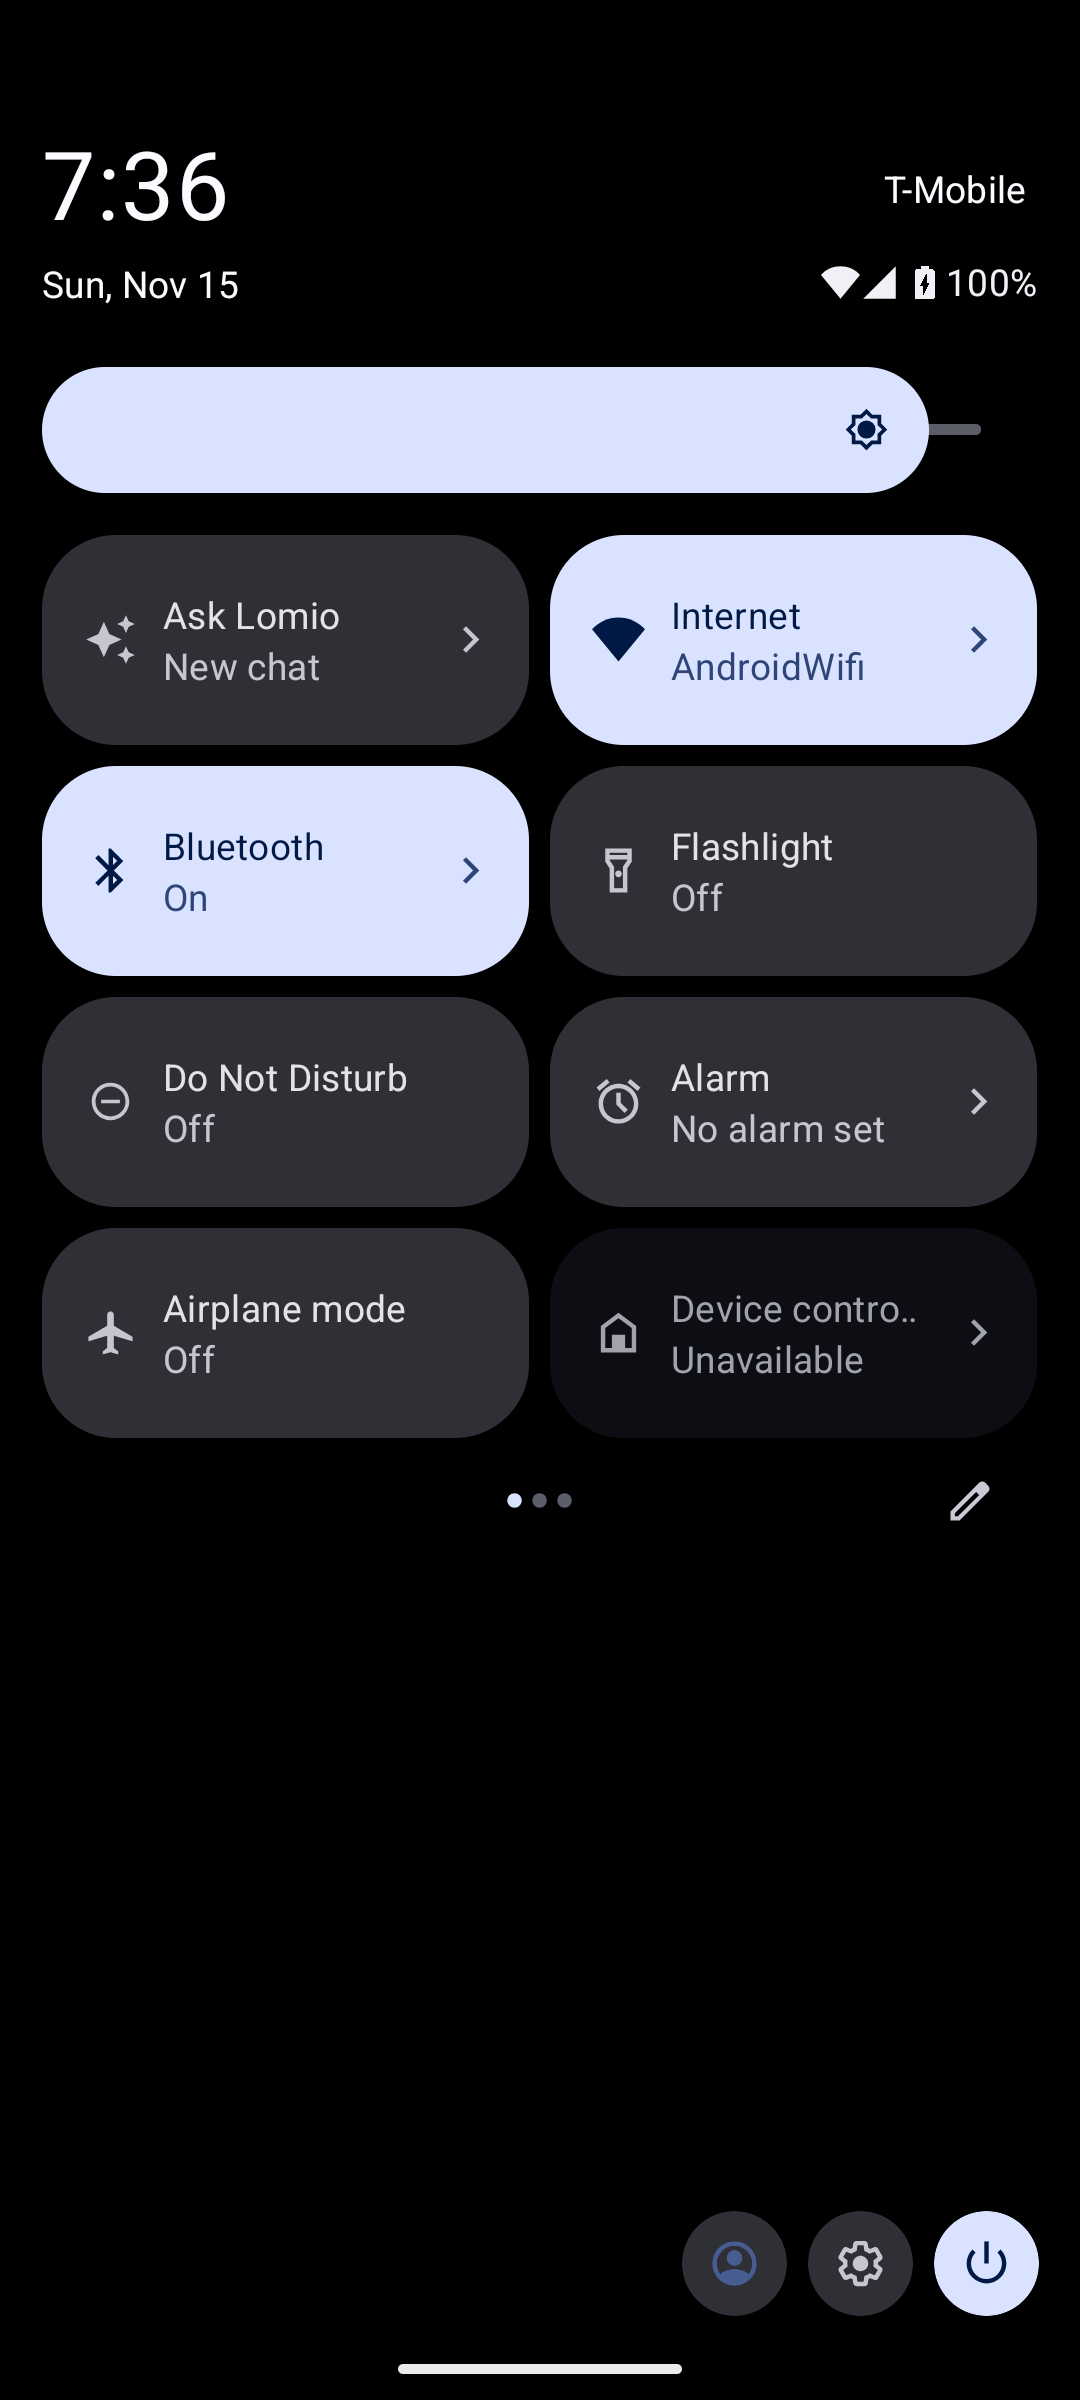 7:36
T-Mobile
Sun, Nov 15
100%
Ask Lomio
New chat
Internet
AndroidWifi
Bluetooth
On
Flashlight
Off
Do Not Disturb
Off
Alarm
No alarm set
Airplane mode
Off
Device contro..
Unavailable